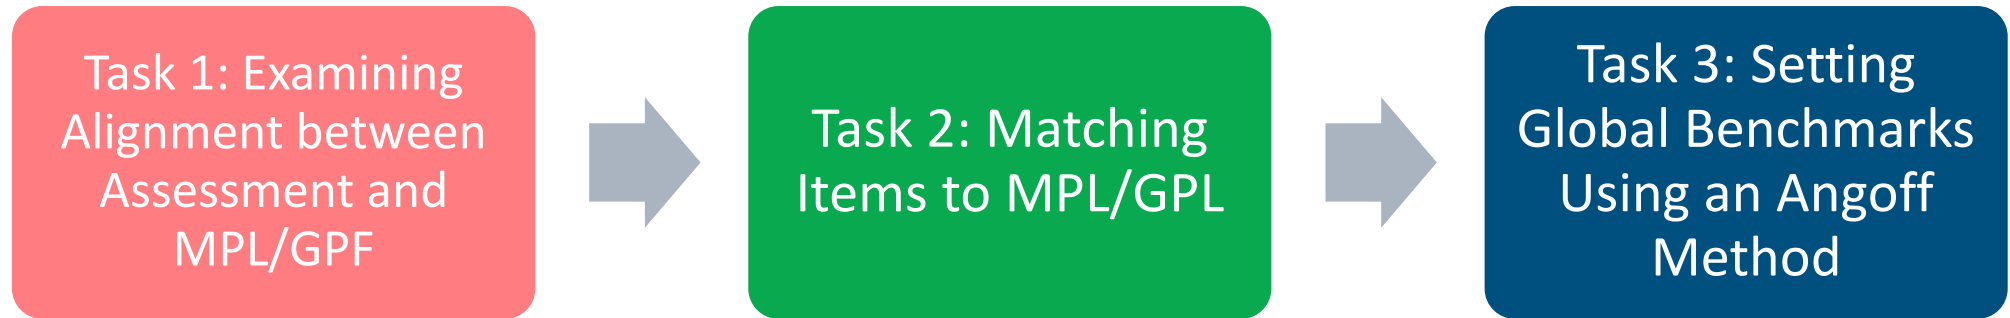 Task 1: Examining
Alignment between
Assessment and
MPL/GPF
Task 2: Matching
Items to MPL/GPL
Task 3: Setting
Global Benchmarks
Using an Angoff
Method